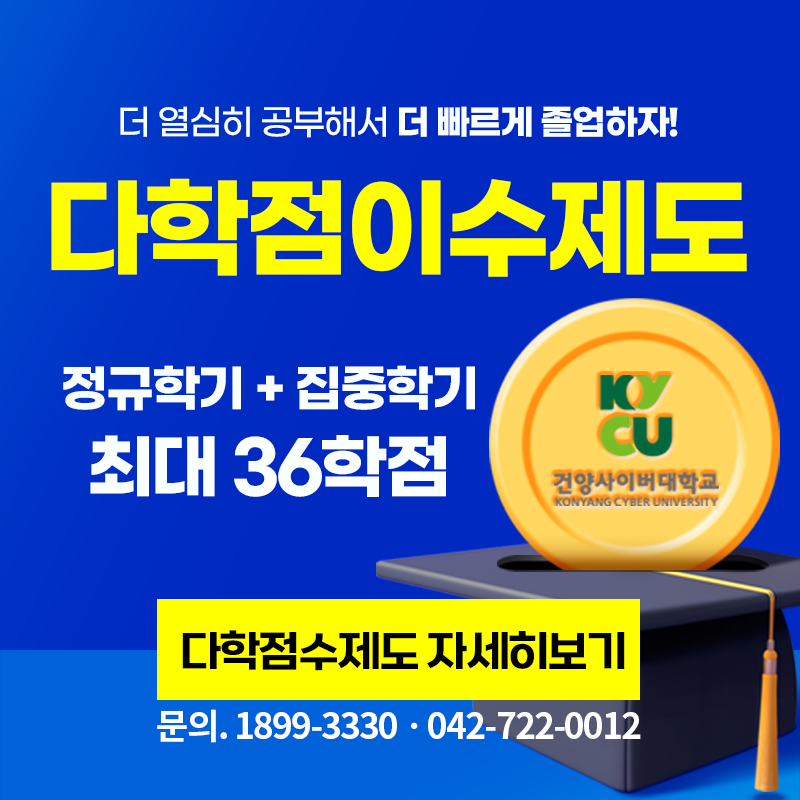 더 열심히 공부해서 더 빠르게 졸업하자!
다학점이수제도
정규학기 + 집중학기
최대 36학점
KYCU
건양사이버대학교
KONYANG CYBER UNIVERSITY
다학점수제도 자세히보기
문의. 1899-3330 · 042-722-0012